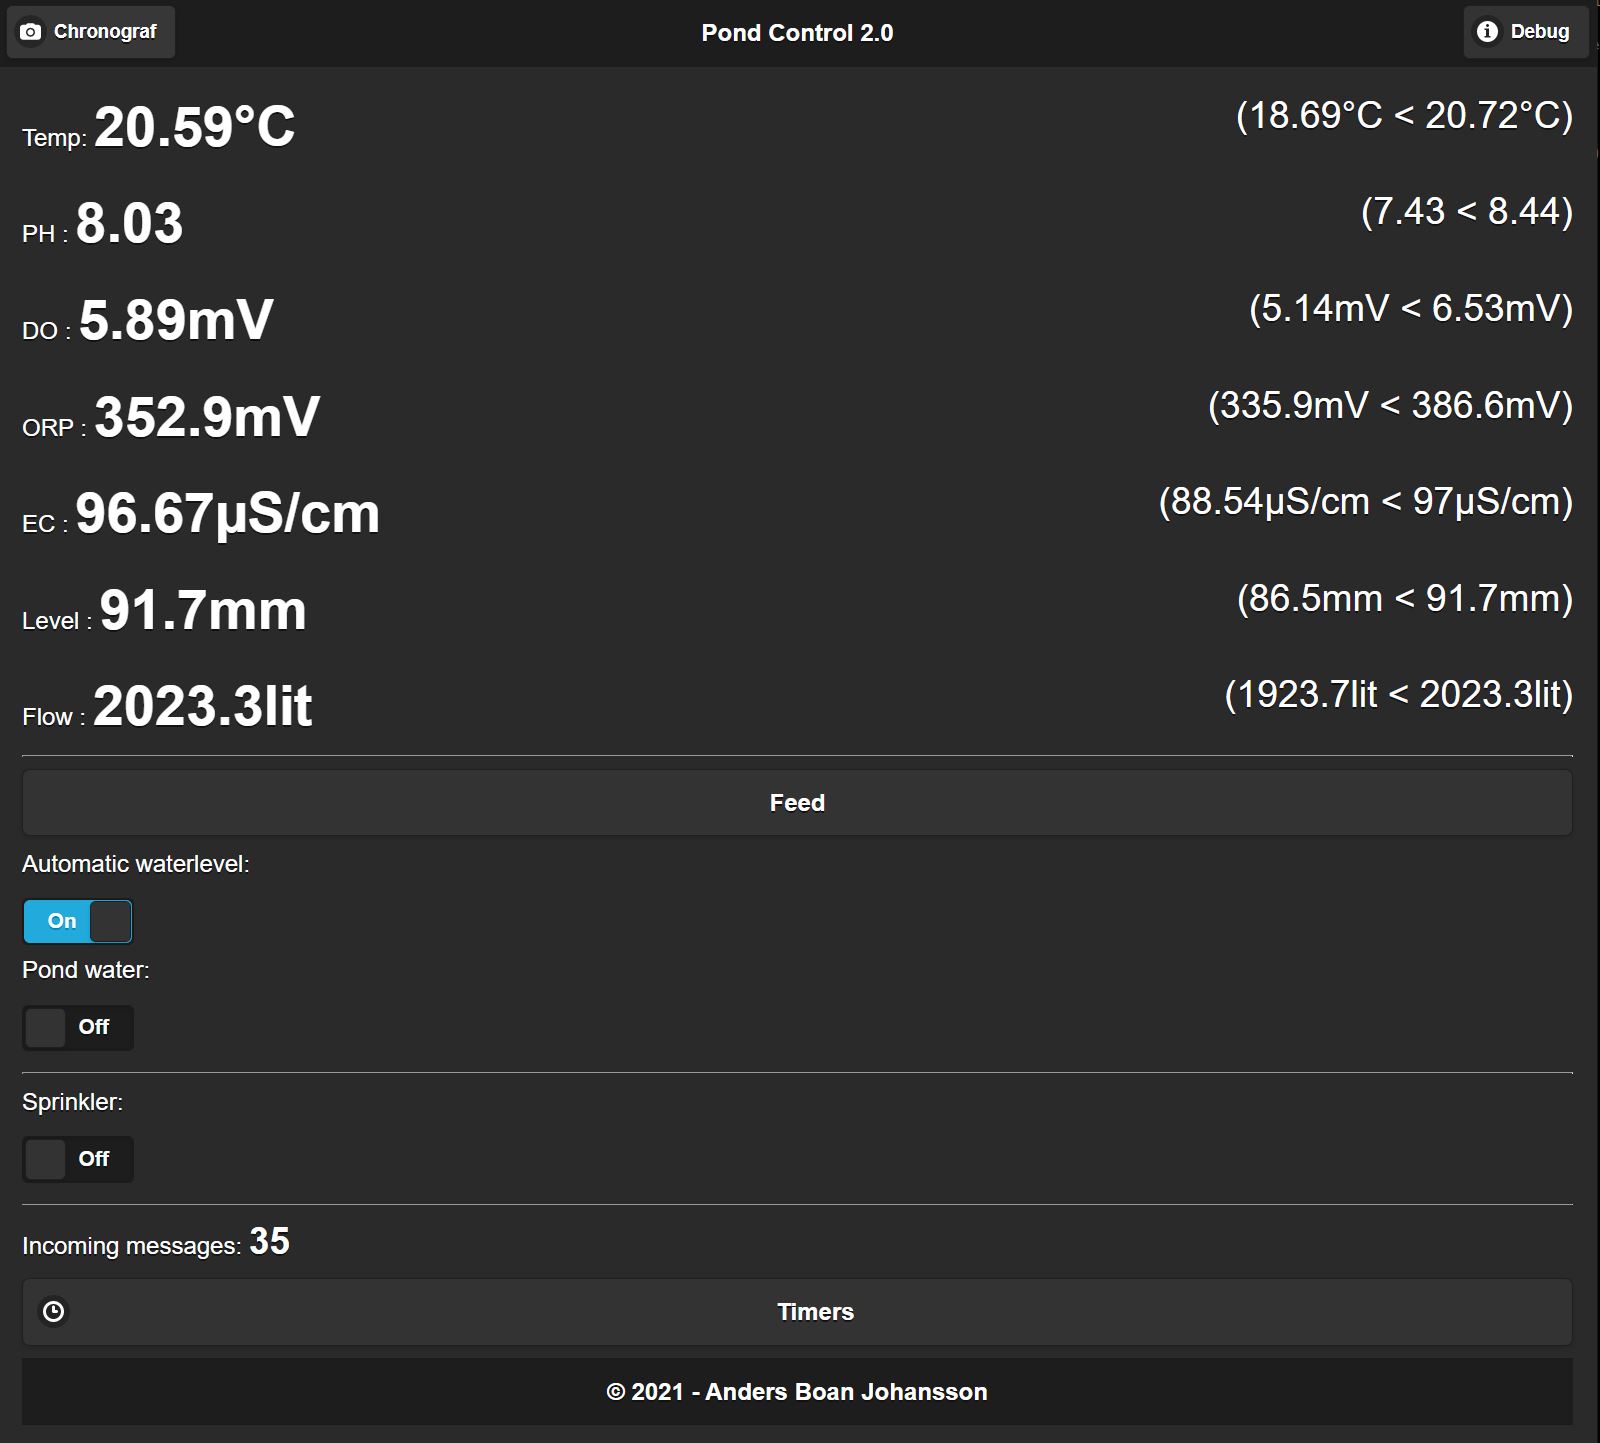 Chronograf
Pond Control 2.0
Debug
Temp: 20.59°C
(18.69°C < 20.72°C)
PH : 8.03
(7.43 < 8.44)
DO : 5.89mV
(5.14mV < 6.53mV)
ORP : 352.9mV
(335.9mV < 386.6mV)
EC : 96.67µS/cm
(88.54µS/cm < 97µS/cm)
Level : 91.7mm
(86.5mm < 91.7mm)
Flow : 2023.3lit
(1923.7lit < 2023.3lit)
Feed
Automatic waterlevel:
On
Pond water:
Off
Sprinkler:
Off
Incoming messages: 35
Timers
© 2021 - Anders Boan Johansson